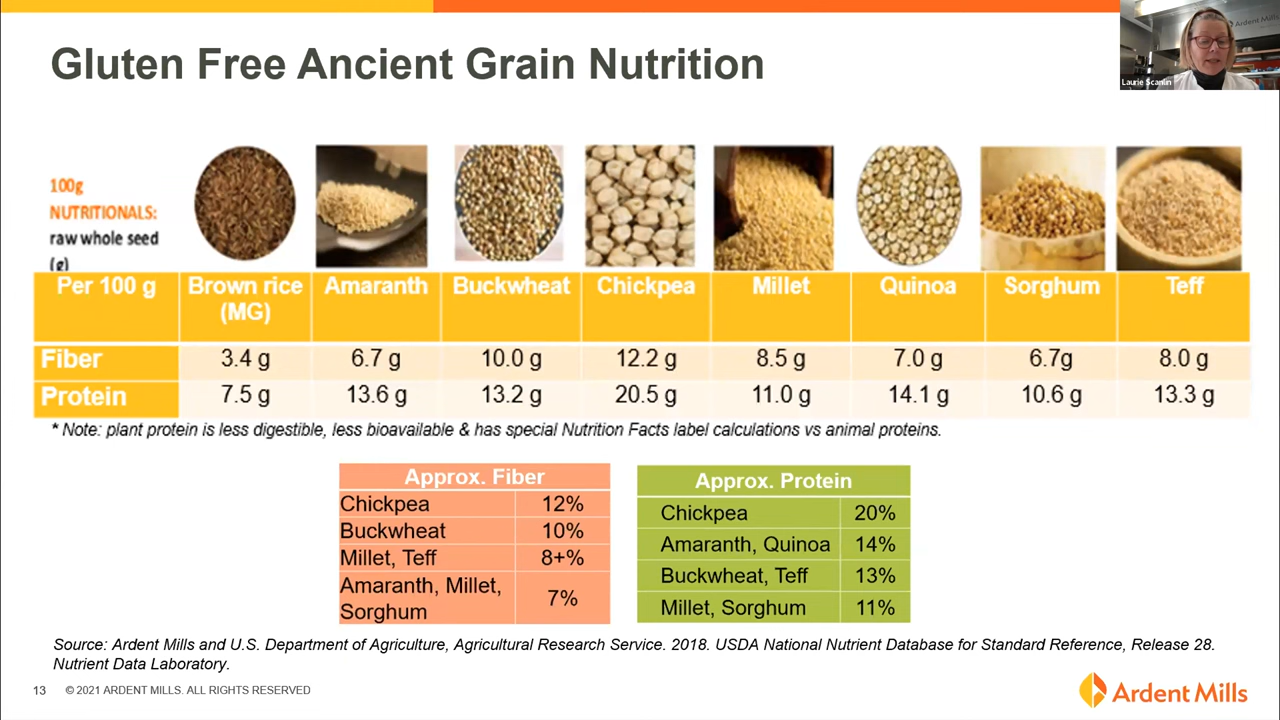 Gluten Free Ancient Grain Nutrition
Ardent Mills
Laurie Scanlin
100g
NUTRITIONALS:
raw whole seed
(g)
Per 100 g Brown rice (MG) Amaranth Buckwheat Chickpea Millet Quinoa Sorghum Teff
Fiber 3.4 g 6.7 g 10.0 g 12.2 g 8.5 g 7.0 g 6.7g 8.0 g
Protein 7.5 g 13.6 g 13.2 g 20.5 g 11.0 g 14.1 g 10.6 g 13.3 g
* Note: plant protein is less digestible, less bioavailable & has special Nutrition Facts label calculations vs animal proteins.
Approx. Fiber
Chickpea 12%
Buckwheat 10%
Millet, Teff 8+%
Amaranth, Millet,
Sorghum 7%
Approx. Protein
Chickpea 20%
Amaranth, Quinoa 14%
Buckwheat, Teff 13%
Millet, Sorghum 11%
Source: Ardent Mills and U.S. Department of Agriculture, Agricultural Research Service. 2018. USDA National Nutrient Database for Standard Reference, Release 28.
Nutrient Data Laboratory.
13 © 2021 ARDENT MILLS. ALL RIGHTS RESERVED
Ardent Mills